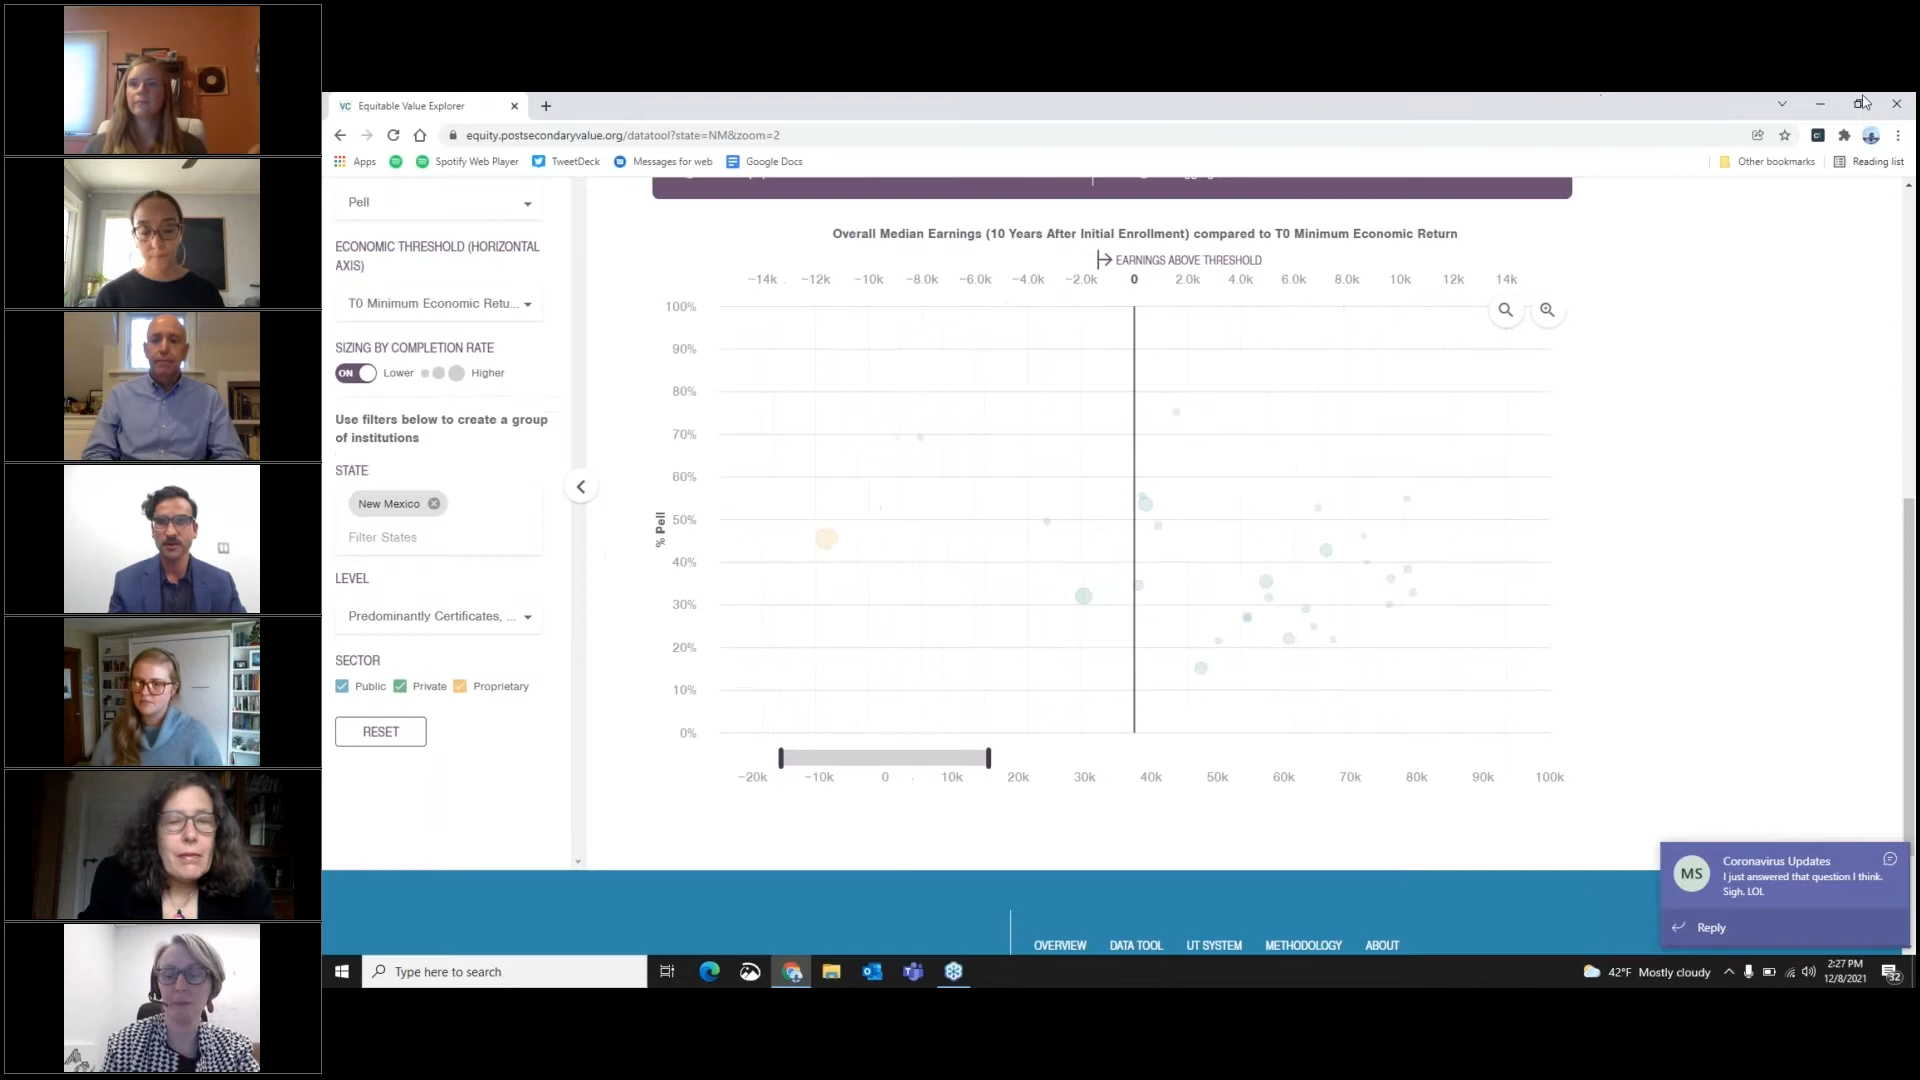 Equitable Value Explorer
equity.postsecondaryvalue.org/datatool?state=NM&zoom=2
Apps Spotify Web Player TweetDeck Messages for web Google Docs Other bookmarks Reading list
Pell
ECONOMIC THRESHOLD (HORIZONTAL
AXIS)
T0 Minimum Economic Retu...
SIZING BY COMPLETION RATE
ON Lower Higher
Use filters below to create a group
of institutions
STATE
New Mexico
Filter States
LEVEL
Predominantly Certificates, ...
SECTOR
Public Private Proprietary
RESET
Overall Median Earnings (10 Years After Initial Enrollment) compared to T0 Minimum Economic Return
EARNINGS ABOVE THRESHOLD
−14k −12k −10k −8.0k −6.0k −4.0k −2.0k 0 2.0k 4.0k 6.0k 8.0k 10k 12k 14k
100%
90%
80%
70%
60%
50%
40%
30%
20%
10%
0%
% Pell
−20k −10k 0 10k 20k 30k 40k 50k 60k 70k 80k 90k 100k
OVERVIEW DATA TOOL UT SYSTEM METHODOLOGY ABOUT
MS
Coronavirus Updates
I just answered that question I think.
Sigh. LOL
Reply
Type here to search
42°F Mostly cloudy
2:27 PM
12/8/2021
32